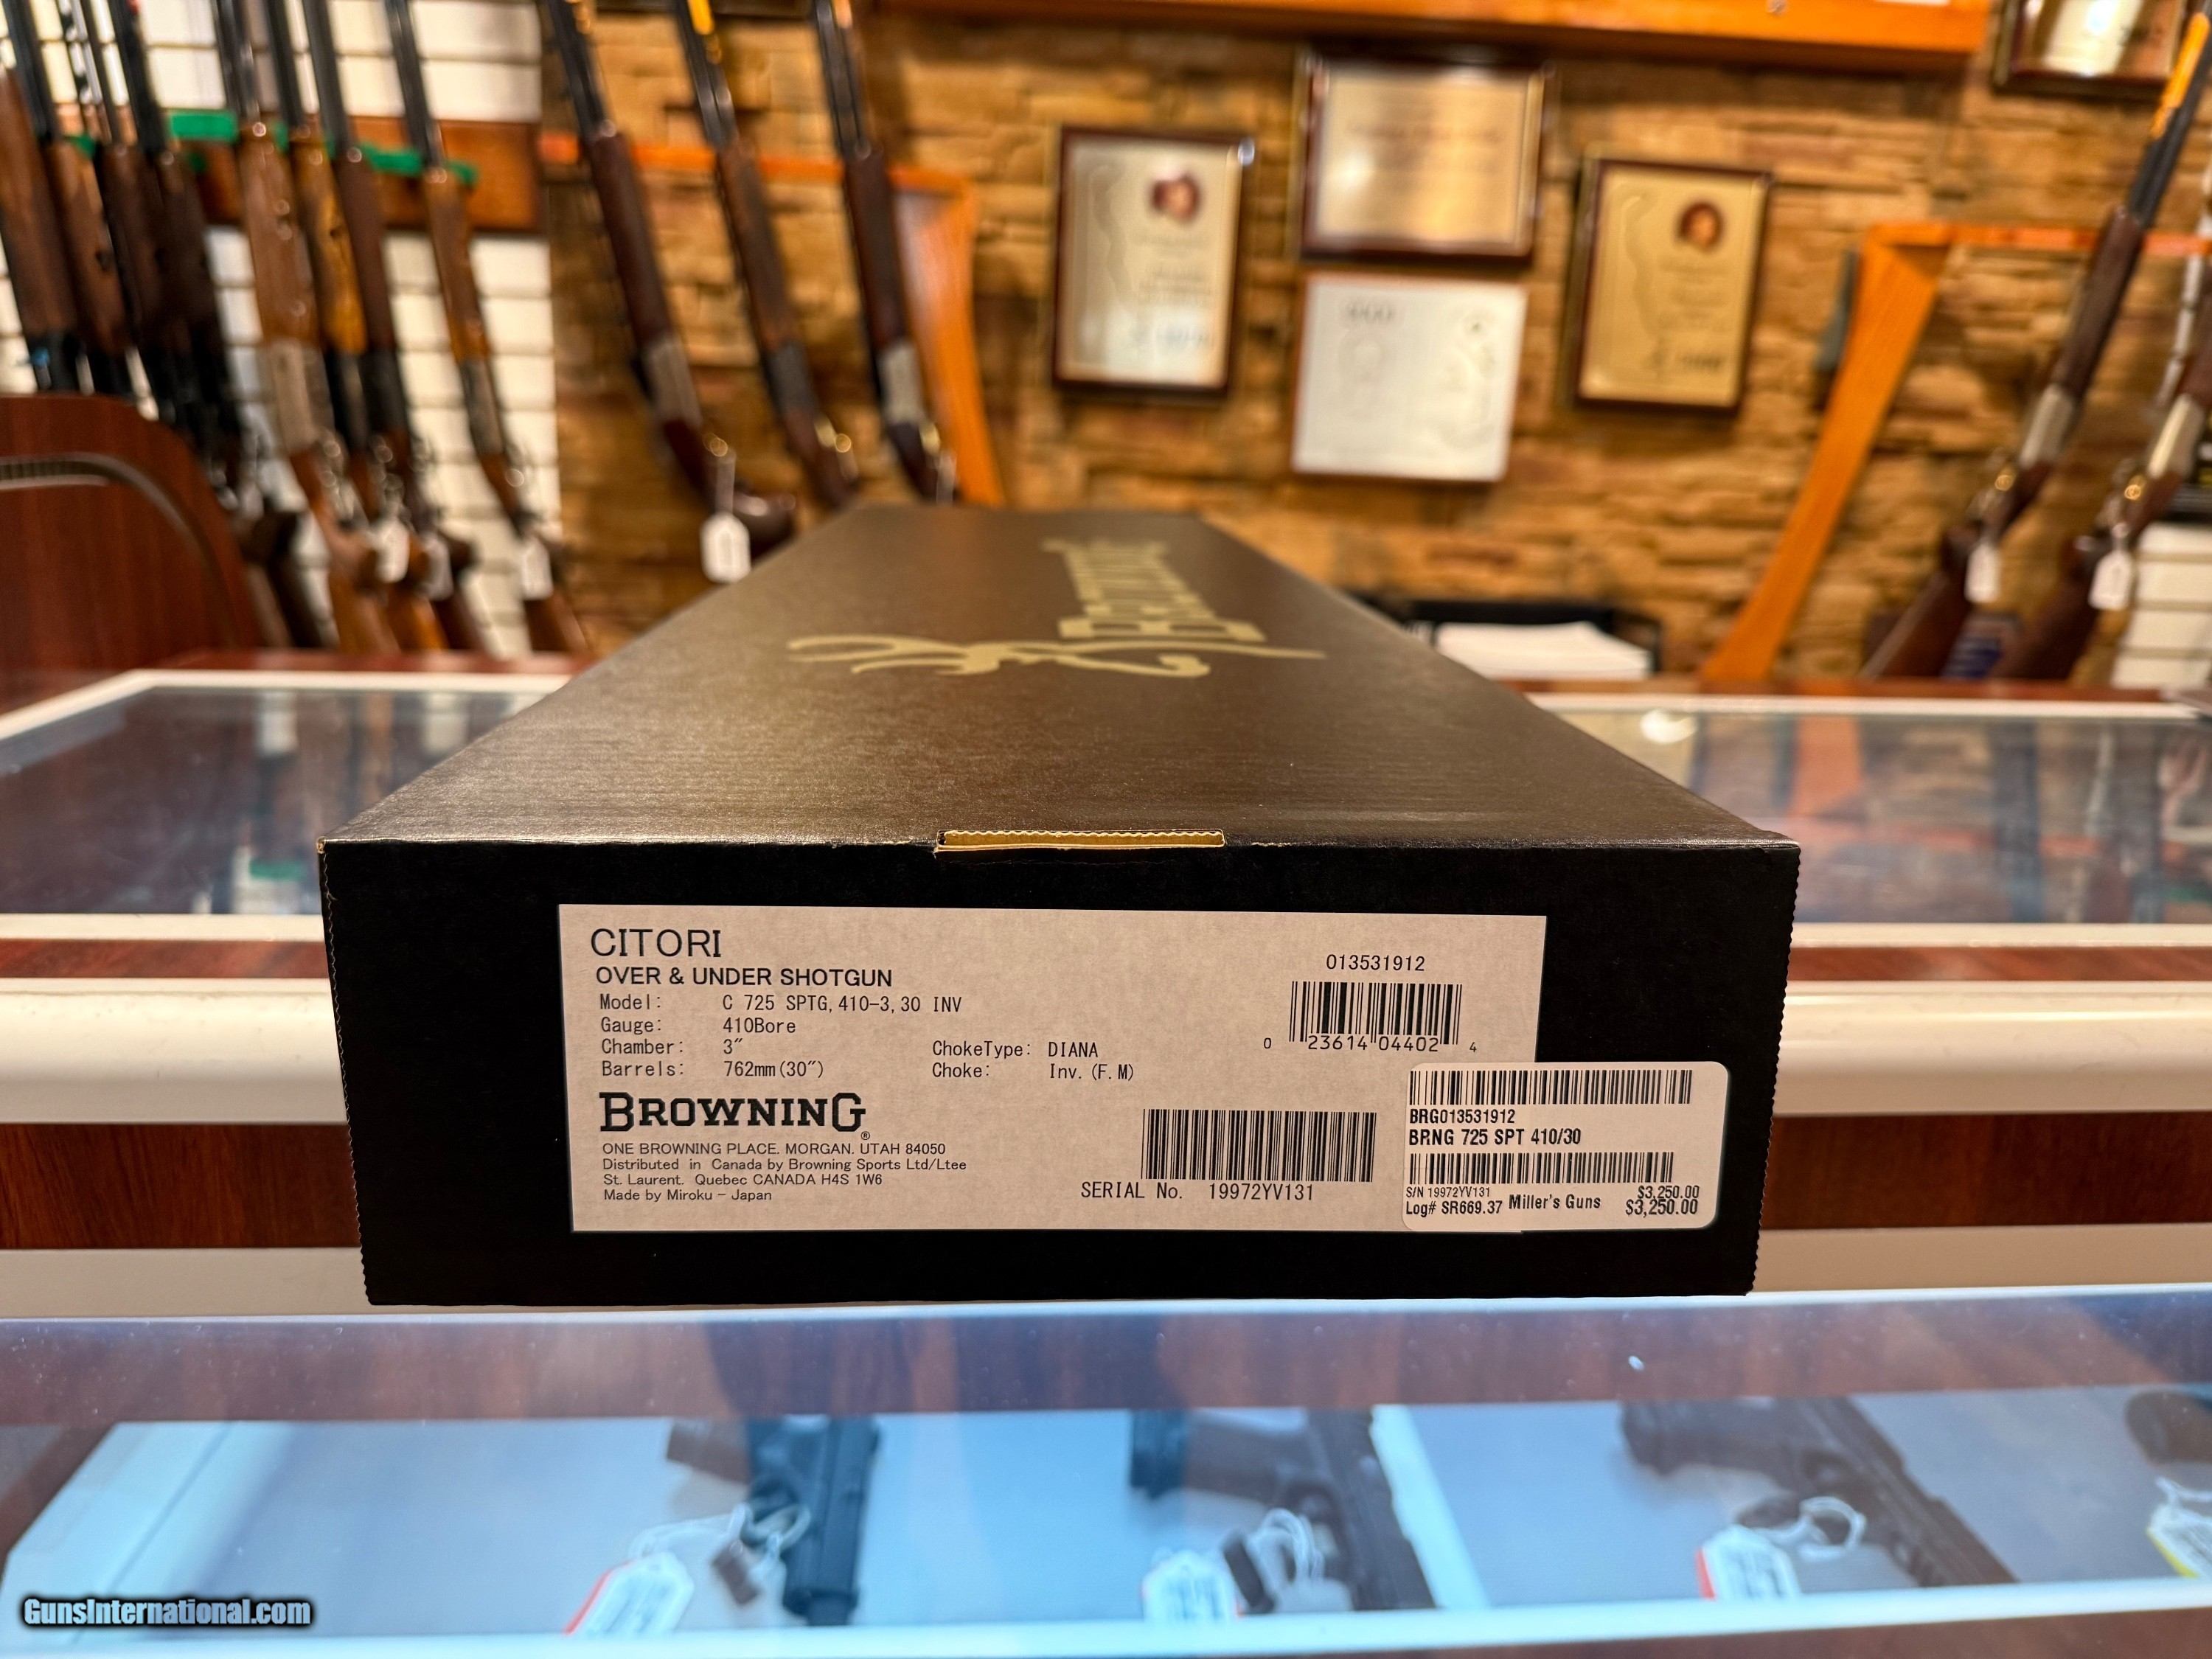 BROWNING
CITORI
OVER & UNDER SHOTGUN
Model: C 725 SPTG,410-3,30 INV
Gauge: 410Bore
Chamber: 3"
Barrels: 762mm(30")
ChokeType: DIANA
Choke: Inv.(F.M)
013531912
0 23614 04402 4
BROWNING®
ONE BROWNING PLACE. MORGAN. UTAH 84050
Distributed in Canada by Browning Sports Ltd/Ltee
St. Laurent. Quebec CANADA H4S 1W6
Made by Miroku - Japan
SERIAL No. 19972YV131
BRG013531912
BRNG 725 SPT 410/30
S/N 19972YV131 $3,250.00
Log# SR669.37 Miller's Guns $3,250.00
GunsInternational.com